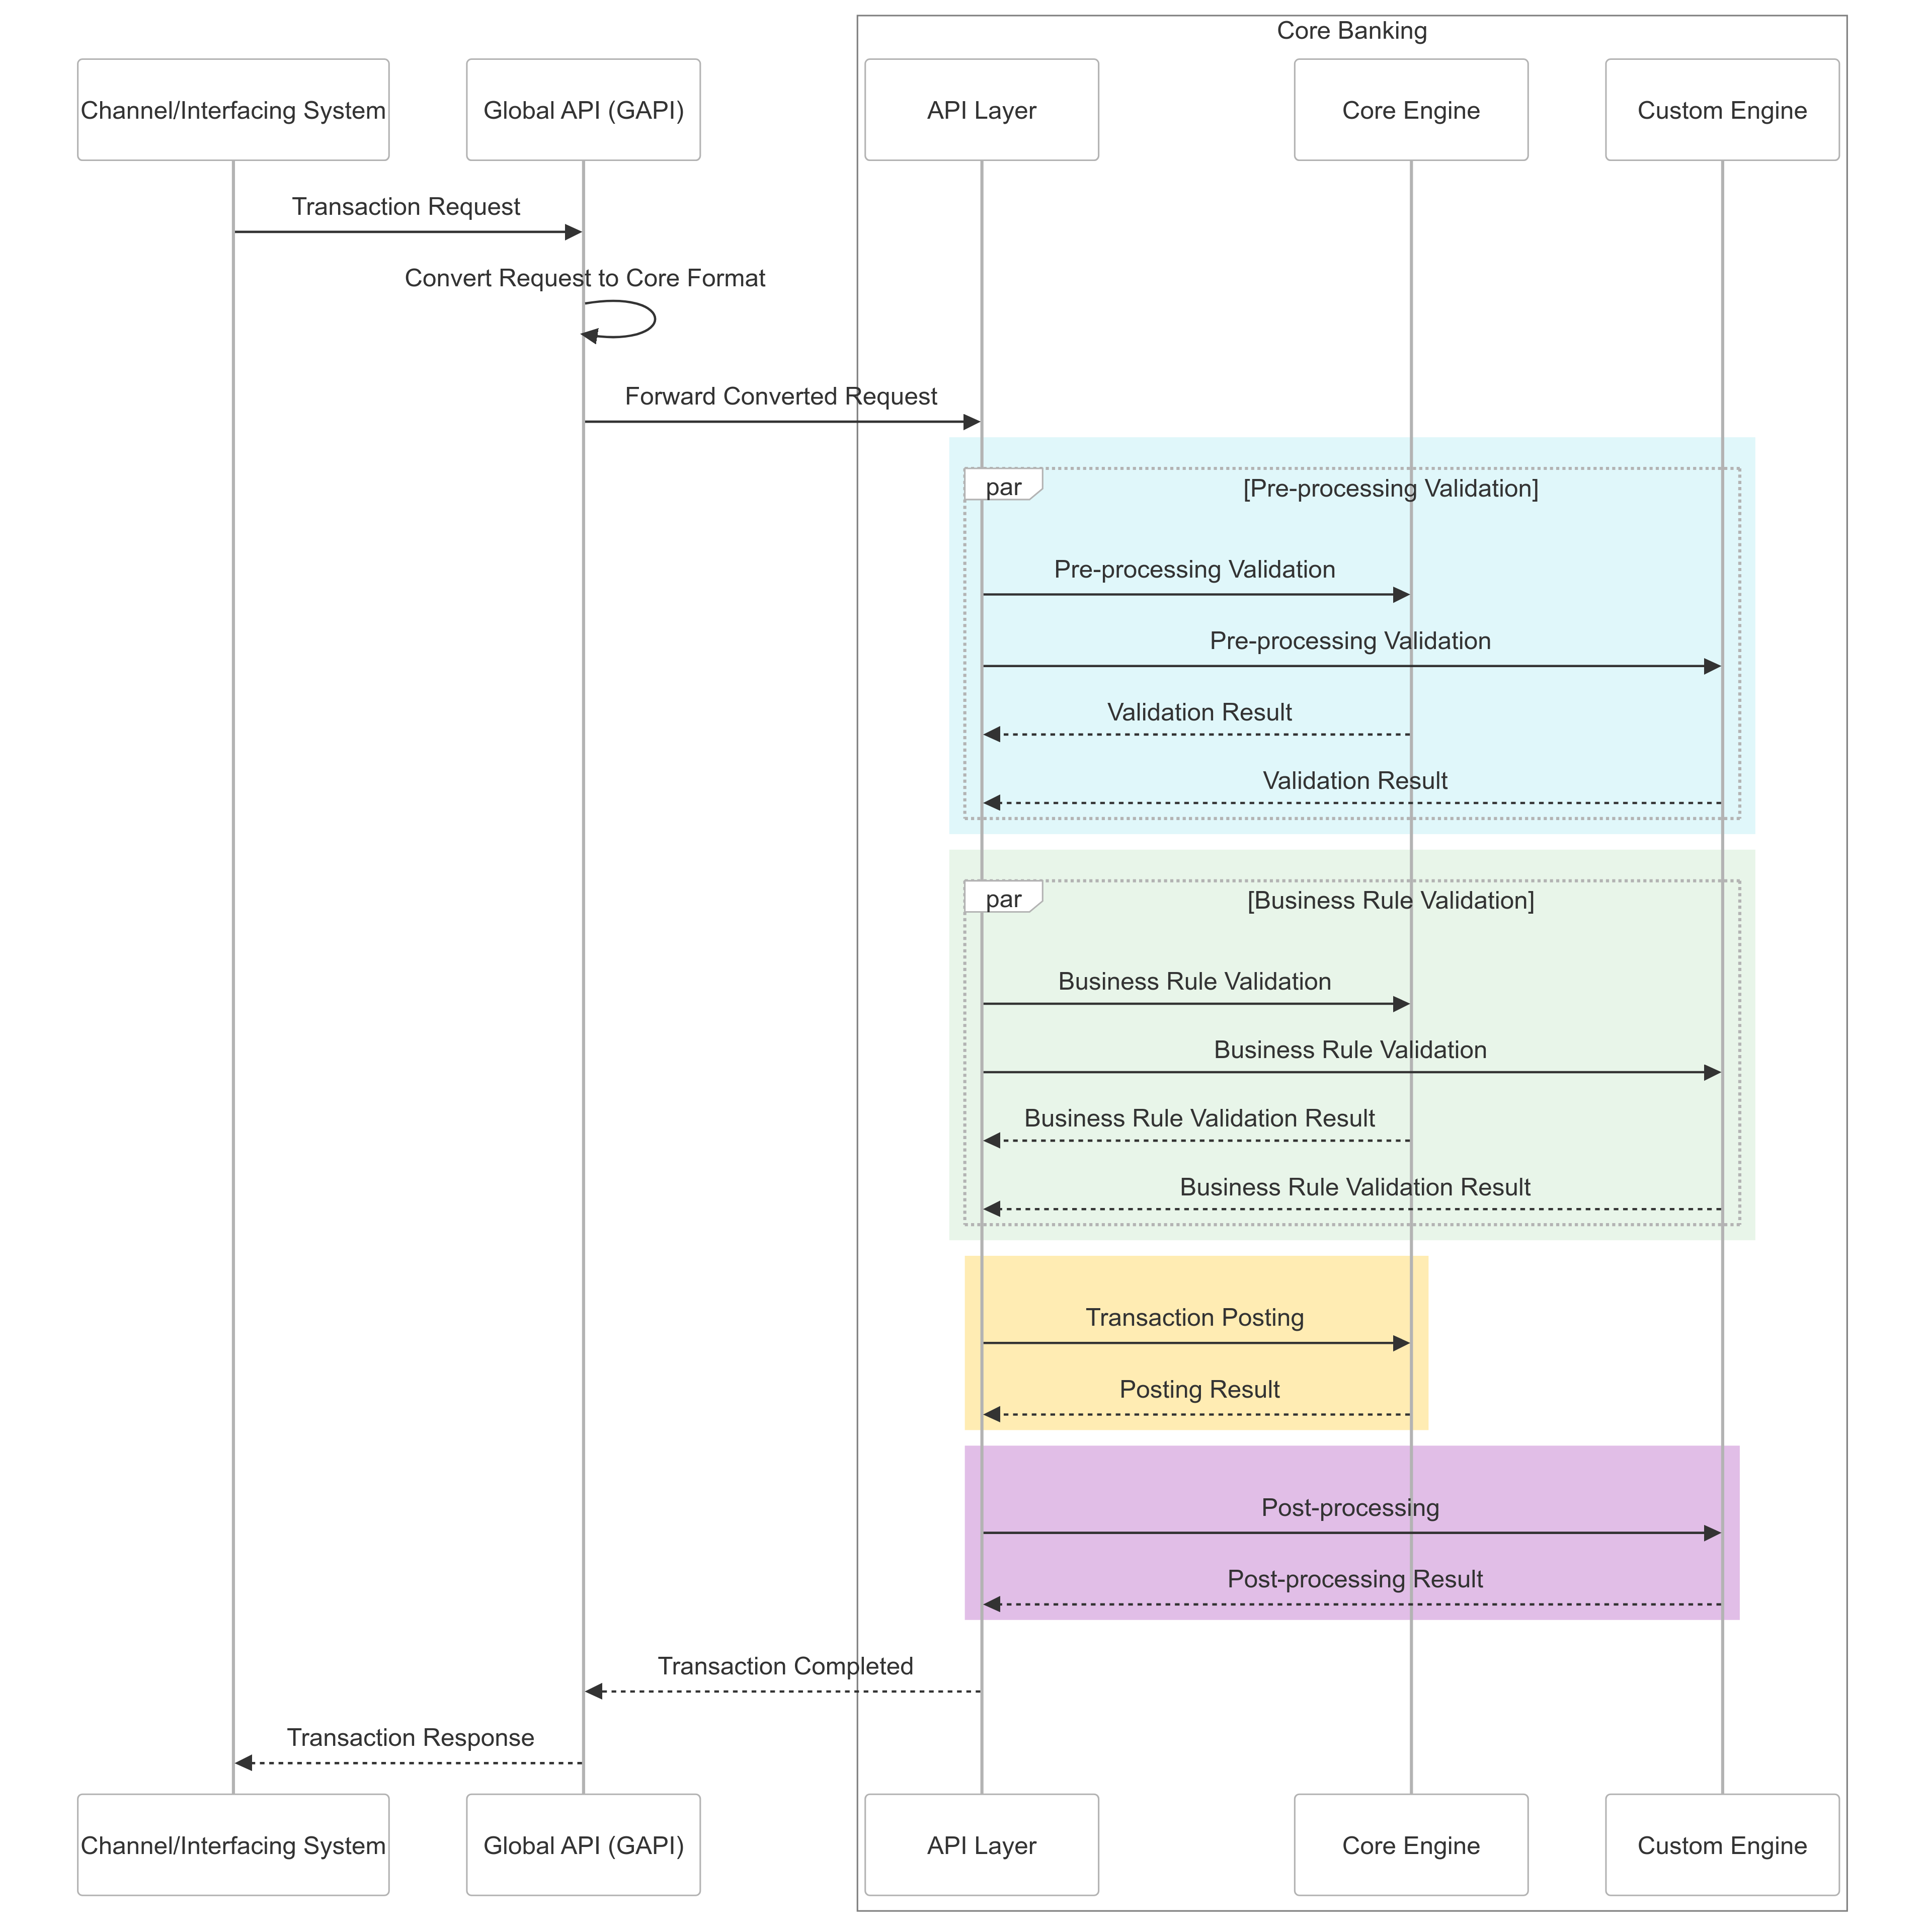 Core Banking
Channel/Interfacing System
Global API (GAPI)
API Layer
Core Engine
Custom Engine
Transaction Request
Convert Request to Core Format
Forward Converted Request
par
[Pre-processing Validation]
Pre-processing Validation
Pre-processing Validation
Validation Result
Validation Result
par
[Business Rule Validation]
Business Rule Validation
Business Rule Validation
Business Rule Validation Result
Business Rule Validation Result
Transaction Posting
Posting Result
Post-processing
Post-processing Result
Transaction Completed
Transaction Response
Channel/Interfacing System
Global API (GAPI)
API Layer
Core Engine
Custom Engine